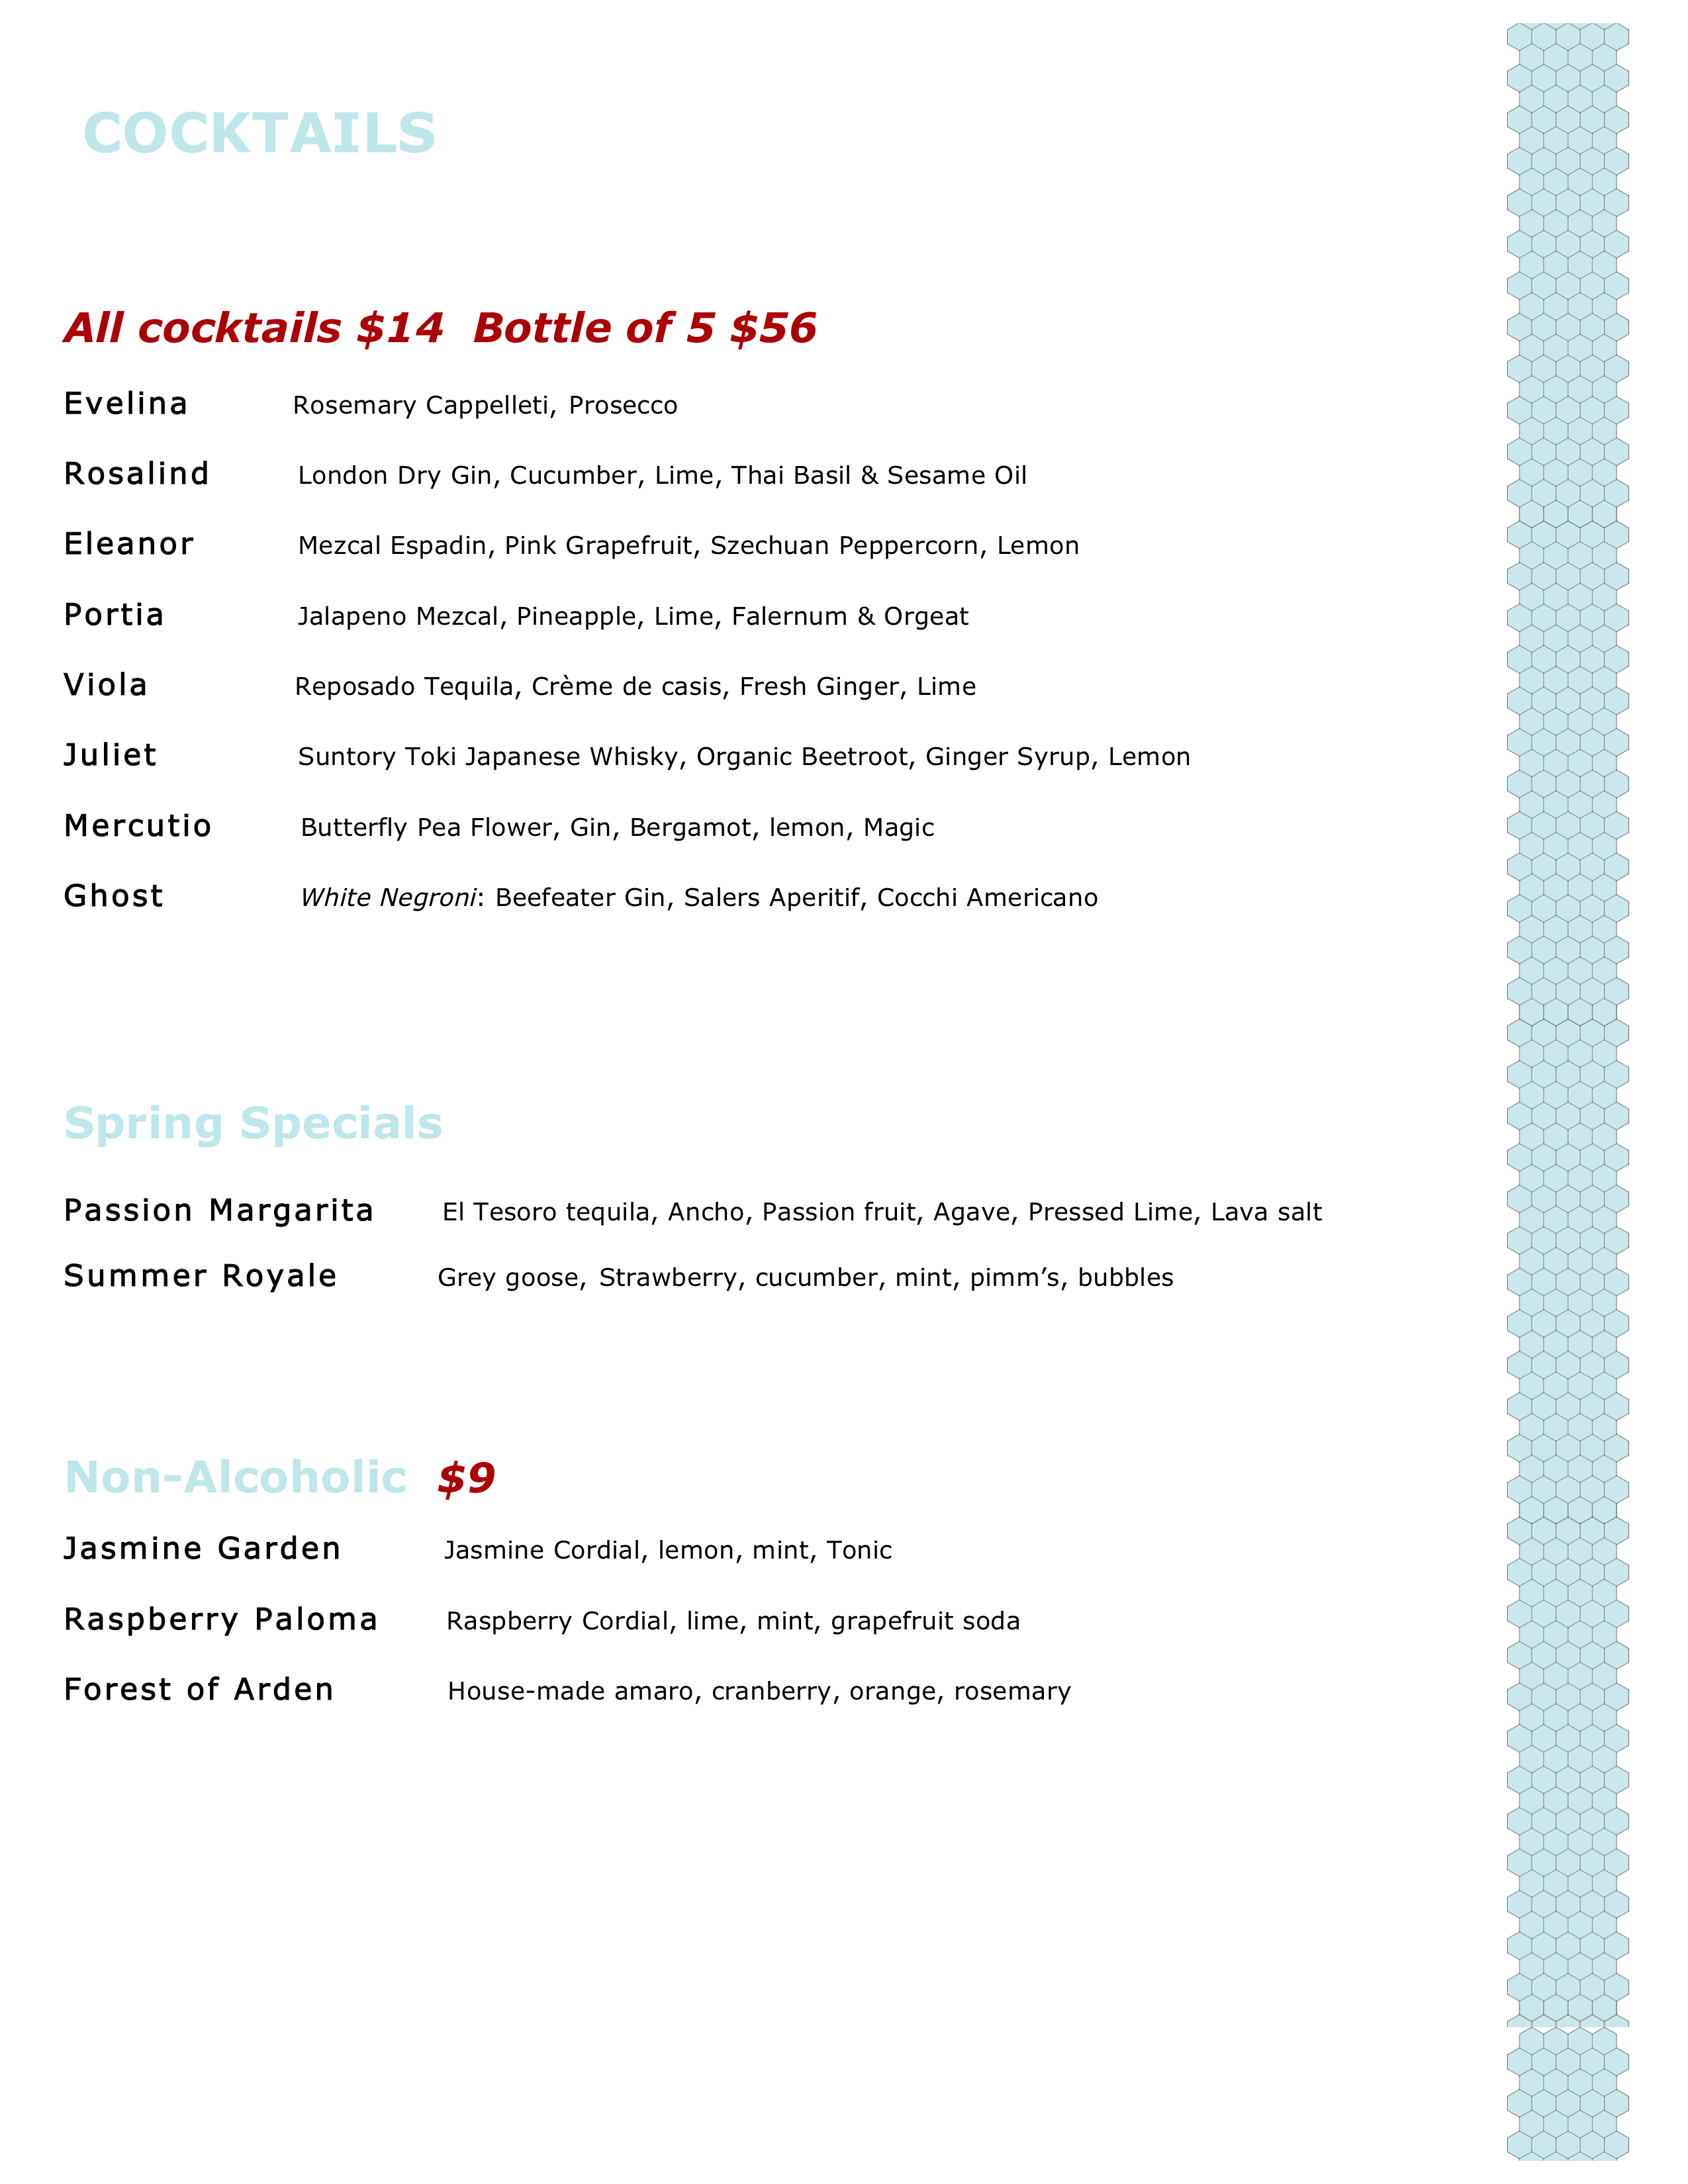 COCKTAILS
All cocktails $14 Bottle of 5 $56
Evelina Rosemary Cappelleti, Prosecco
Rosalind London Dry Gin, Cucumber, Lime, Thai Basil & Sesame Oil
Eleanor Mezcal Espadin, Pink Grapefruit, Szechuan Peppercorn, Lemon
Portia Jalapeno Mezcal, Pineapple, Lime, Falernum & Orgeat
Viola Reposado Tequila, Crème de casis, Fresh Ginger, Lime
Juliet Suntory Toki Japanese Whisky, Organic Beetroot, Ginger Syrup, Lemon
Mercutio Butterfly Pea Flower, Gin, Bergamot, lemon, Magic
Ghost White Negroni: Beefeater Gin, Salers Aperitif, Cocchi Americano
Spring Specials
Passion Margarita El Tesoro tequila, Ancho, Passion fruit, Agave, Pressed Lime, Lava salt
Summer Royale Grey goose, Strawberry, cucumber, mint, pimm’s, bubbles
Non-Alcoholic $9
Jasmine Garden Jasmine Cordial, lemon, mint, Tonic
Raspberry Paloma Raspberry Cordial, lime, mint, grapefruit soda
Forest of Arden House-made amaro, cranberry, orange, rosemary